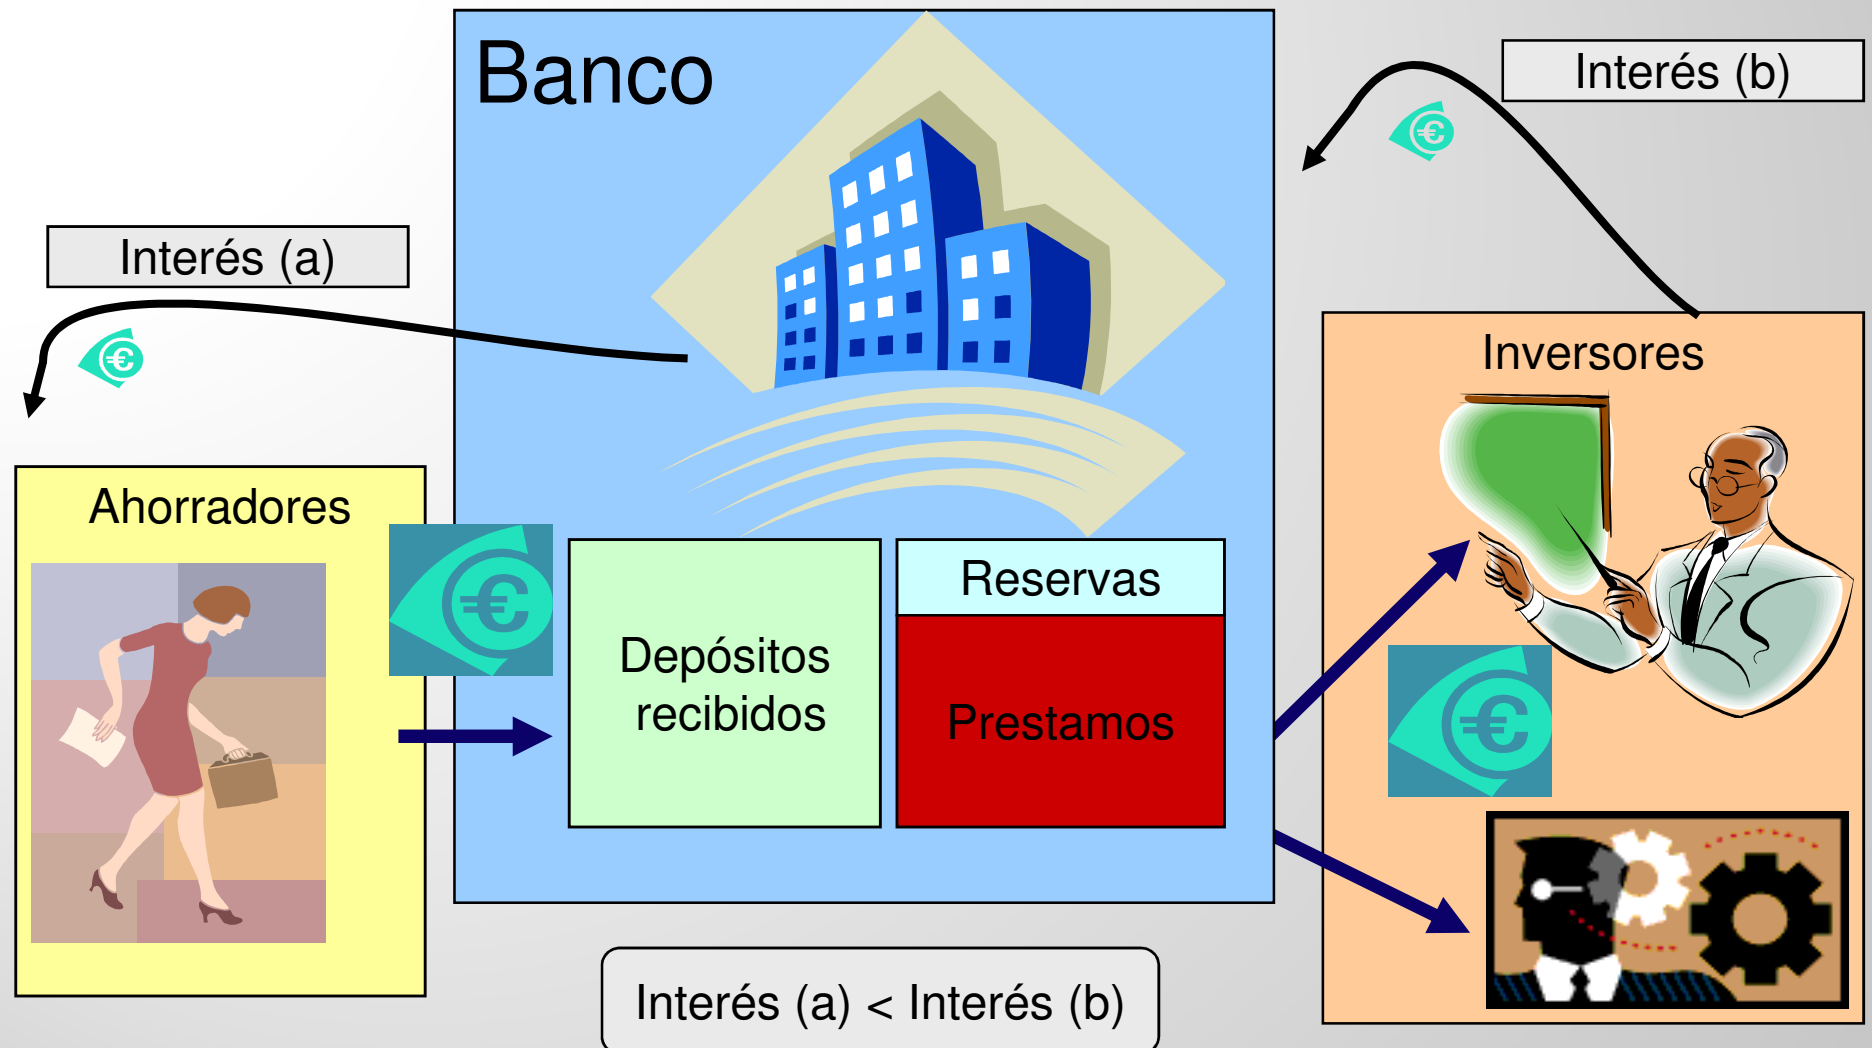 Banco
Interés (b)
Interés (a)
Inversores
Ahorradores
€
€
€
€
Reservas
Depósitos
recibidos
Prestamos
Interés (a) < Interés (b)